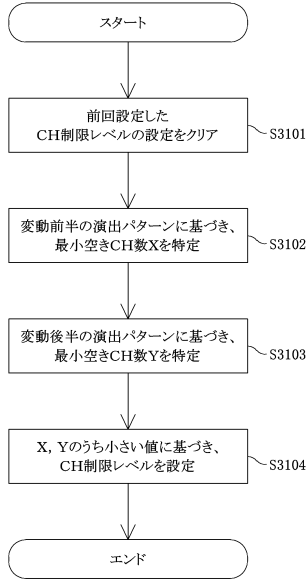 スタート
前回設定した
CH制限レベルの設定をクリア
S3101
変動前半の演出パターンに基づき、
最小空きCH数Xを特定
S3102
変動後半の演出パターンに基づき、
最小空きCH数Yを特定
S3103
X, Yのうち小さい値に基づき、
CH制限レベルを設定
S3104
エンド